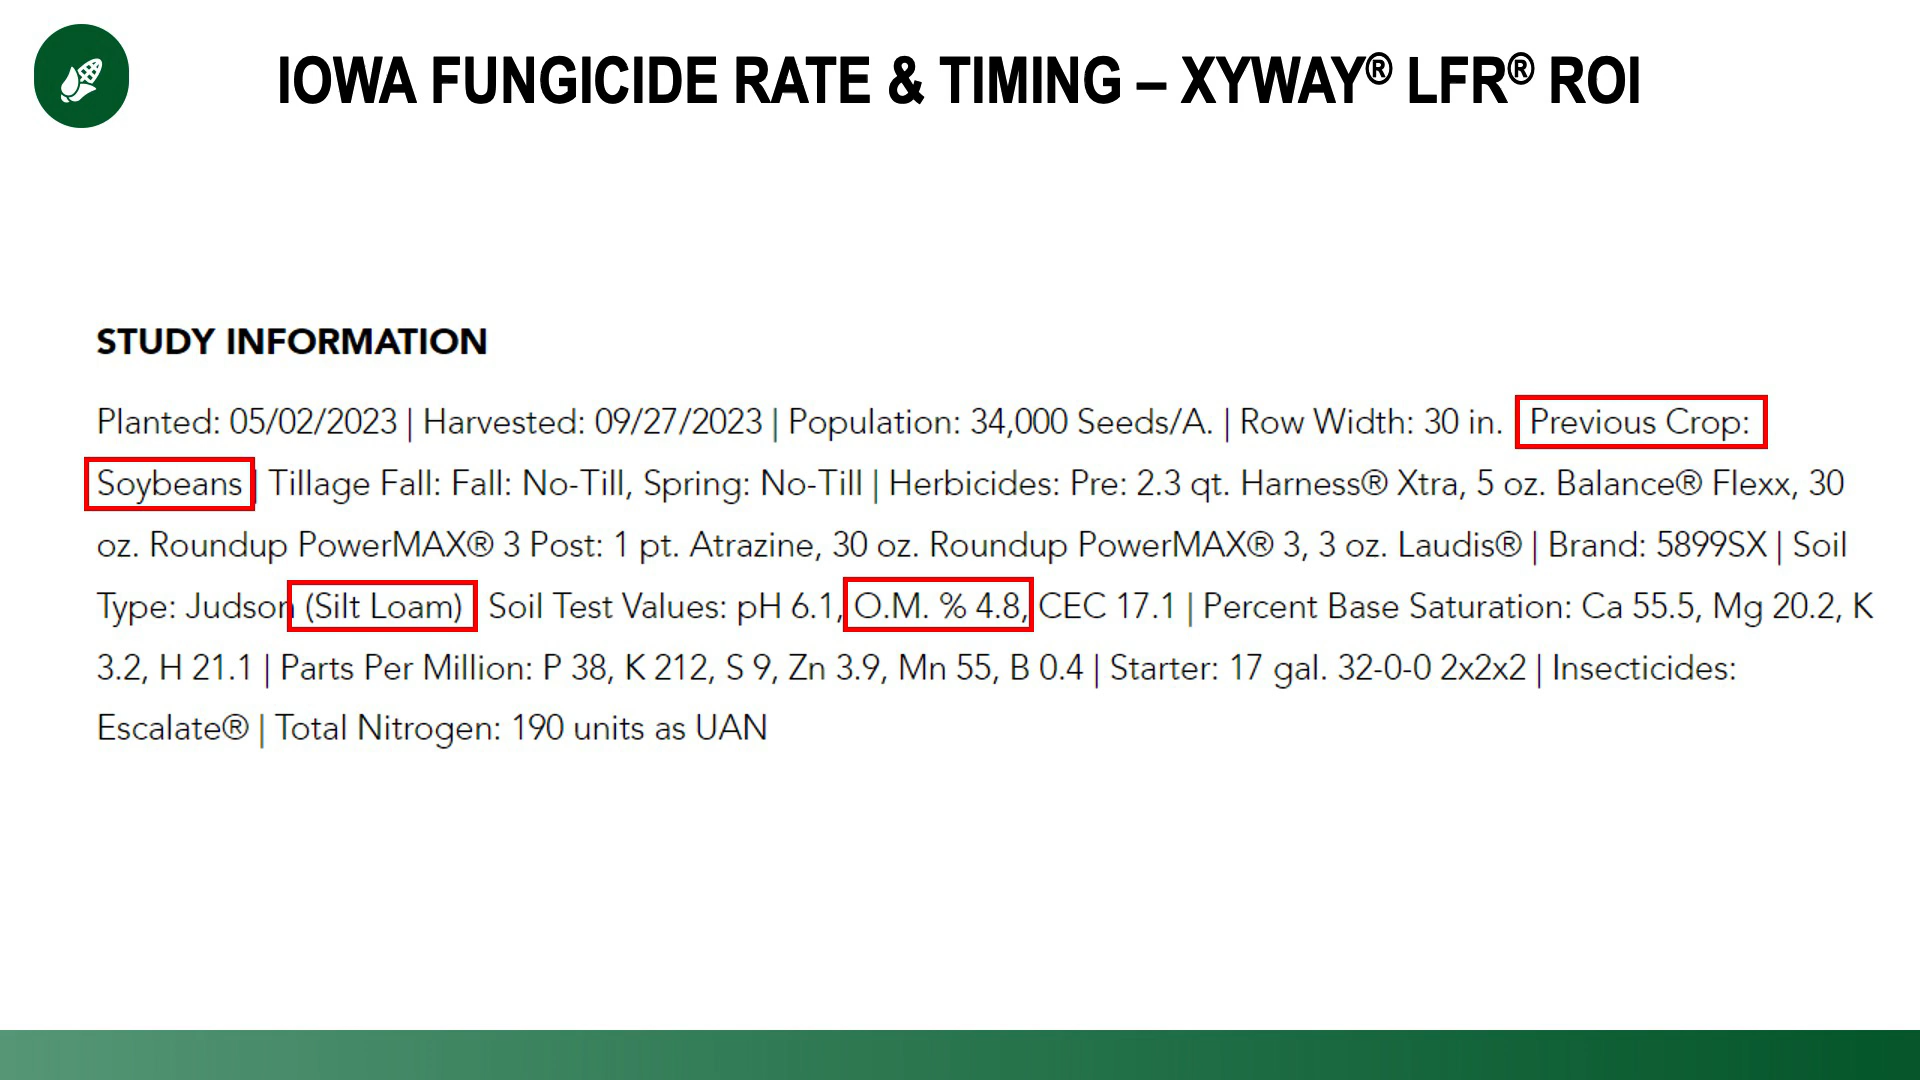 IOWA FUNGICIDE RATE & TIMING – XYWAY® LFR® ROI
STUDY INFORMATION
Planted: 05/02/2023 | Harvested: 09/27/2023 | Population: 34,000 Seeds/A. | Row Width: 30 in. Previous Crop:
Soybeans | Tillage Fall: Fall: No-Till, Spring: No-Till | Herbicides: Pre: 2.3 qt. Harness® Xtra, 5 oz. Balance® Flexx, 30
oz. Roundup PowerMAX® 3 Post: 1 pt. Atrazine, 30 oz. Roundup PowerMAX® 3, 3 oz. Laudis® | Brand: 5899SX | Soil
Type: Judson (Silt Loam) Soil Test Values: pH 6.1, O.M. % 4.8, CEC 17.1 | Percent Base Saturation: Ca 55.5, Mg 20.2, K
3.2, H 21.1 | Parts Per Million: P 38, K 212, S 9, Zn 3.9, Mn 55, B 0.4 | Starter: 17 gal. 32-0-0 2x2x2 | Insecticides:
Escalate® | Total Nitrogen: 190 units as UAN